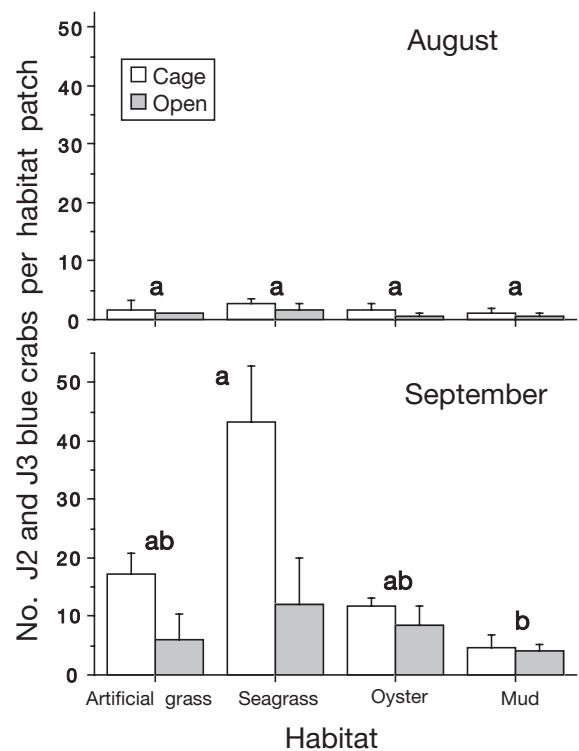 No. J2 and J3 blue crabs per habitat patch
August
Cage
Open
50
40
30
20
10
0
a a a a
September
50
40
30
20
10
0
a
ab
ab
b
Artificial grass Seagrass Oyster Mud
Habitat